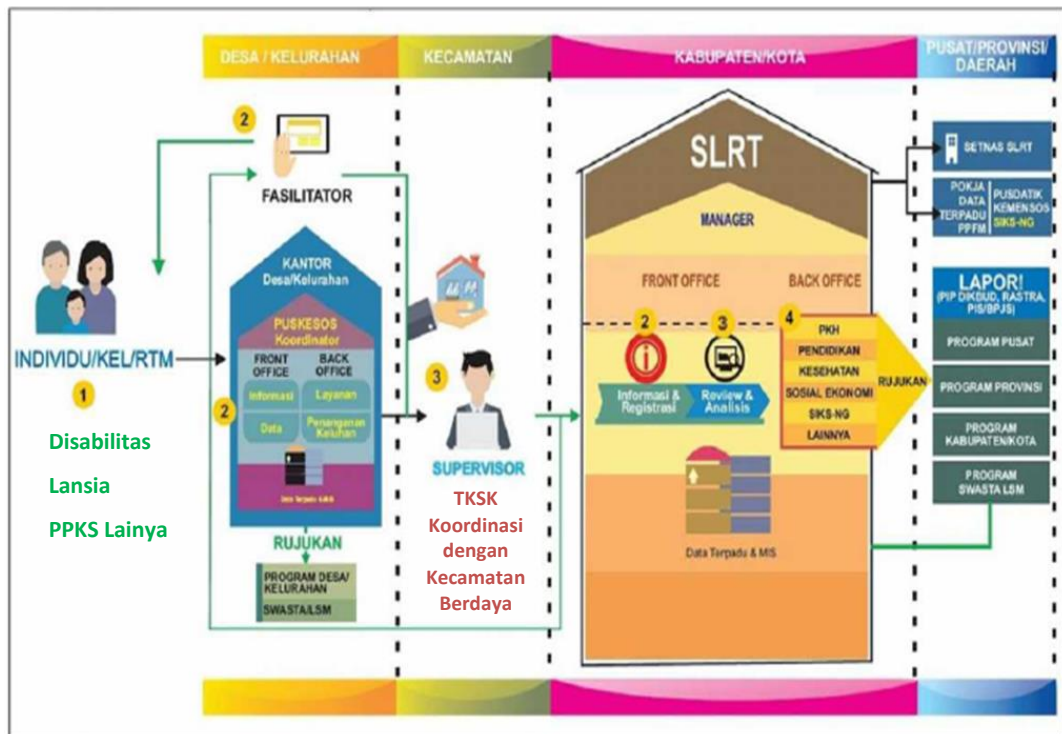 DESA / KELURAHAN
KECAMATAN
KABUPATEN/KOTA
PUSAT/PROVINSI/
DAERAH
2
FASILITATOR
INDIVIDU/KEL/RTM
1
Disabilitas
Lansia
PPKS Lainya
KANTOR
Desa/Kelurahan
PUSKESOS
Koordinator
FRONT
OFFICE
BACK
OFFICE
2
Informasi
Layanan
Data
Penanganan
Keluhan
Data Terpadu &MIS
RUJUKAN
PROGRAM DESA/
KELURAHAN
SWASTA/LSM
3
SUPERVISOR
TKSK
Koordinasi
dengan
Kecamatan
Berdaya
SLRT
MANAGER
FRONT OFFICE
BACK OFFICE
2
3
4
Informasi &
Registrasi
Review &
Analisis
PKH
PENDIDIKAN
KESEHATAN
SOSIAL EKONOMI
SIKS-NG
LAINNYA
RUJUKAN
Data Terpadu & MIS
SETNAS SLRT
POKJA
DATA
TERPADU
PPFM
PUSDATIK
KEMENSOS
SIKS-NG
LAPOR!
(PIP DIKBUD, RASTRA,
PIS/BPJS)
PROGRAM PUSAT
PROGRAM PROVINSI
PROGRAM
KABUPATEN/KOTA
PROGRAM
SWASTA LSM